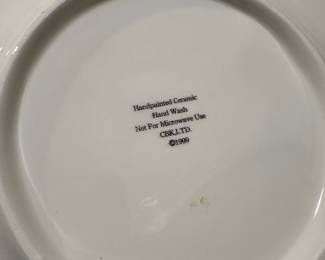 Handpainted Ceramic
Hand Wash
Not For Microwave Use
CBK,LTD.
©1999